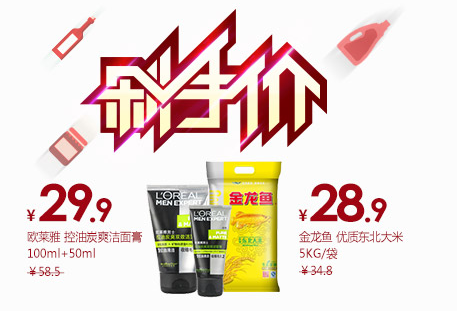 秒杀价
¥29.9
欧莱雅 控油炭爽洁面膏
100ml+50ml
¥58.5
L'OREAL
MEN EXPERT
金龙鱼
¥28.9
金龙鱼 优质东北大米
5KG/袋
¥34.8